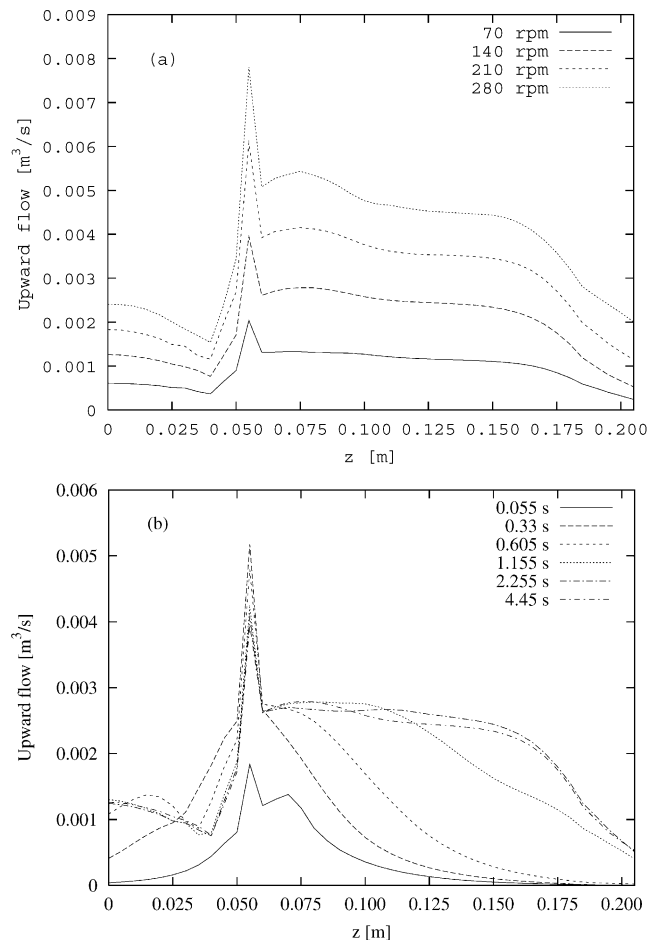 0.009
(a)
70 rpm
140 rpm
210 rpm
280 rpm
0.008
0.007
0.006
0.005
0.004
0.003
0.002
0.001
0
Upward flow [m³/s]
0 0.025 0.050 0.075 0.100 0.125 0.150 0.175 0.200
z [m]
0.006
(b)
0.055 s
0.33 s
0.605 s
1.155 s
2.255 s
4.45 s
0.005
0.004
0.003
0.002
0.001
0
Upward flow [m³/s]
0 0.025 0.050 0.075 0.100 0.125 0.150 0.175 0.200
z [m]